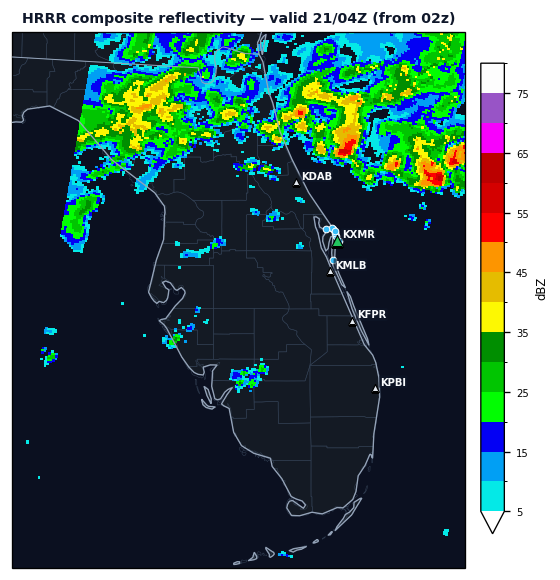 HRRR composite reflectivity — valid 21/04Z (from 02z)
KDAB
KXMR
KMLB
KFPR
KPBI
75
65
55
45
35
25
15
5
dBZ